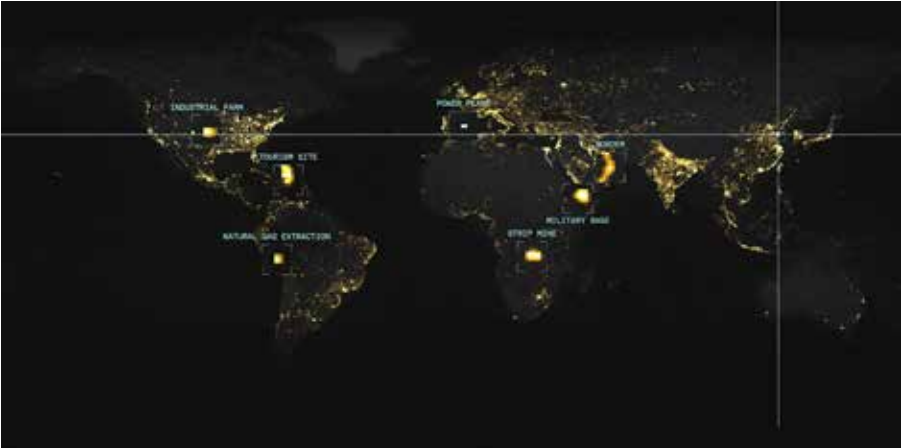 INDUSTRIAL FARM
POWER PLANT
TOURISM SITE
BORDER
MILITARY BASE
STRIP MINE
NATURAL GAS EXTRACTION